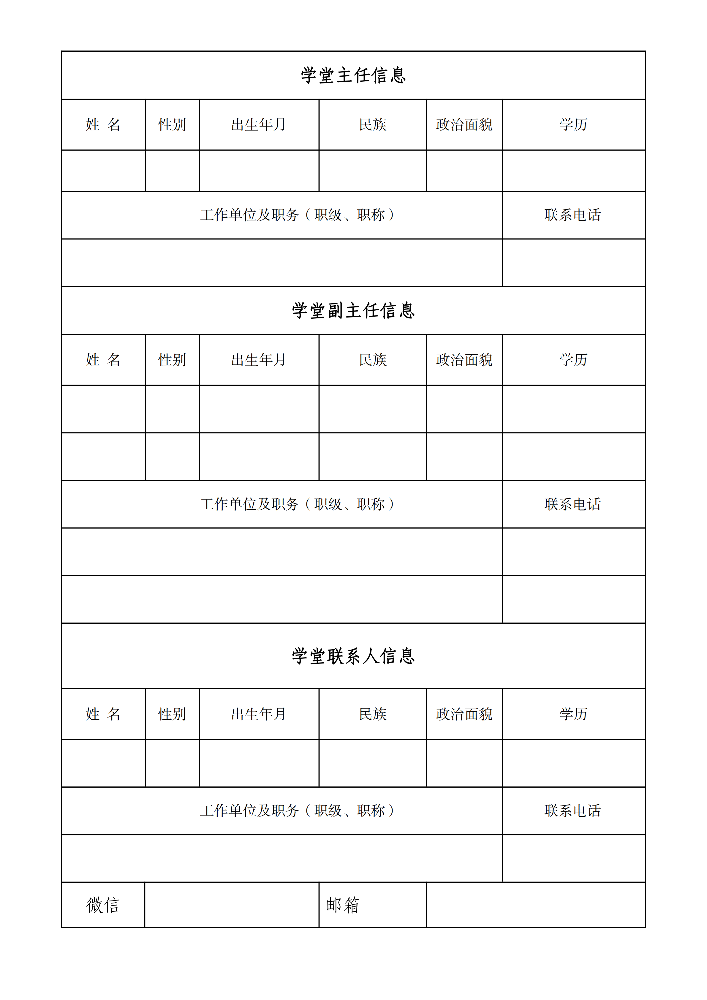 学堂主任信息
姓 名 性别 出生年月 民族 政治面貌 学历
工作单位及职务（职级、职称） 联系电话
学堂副主任信息
姓 名 性别 出生年月 民族 政治面貌 学历
工作单位及职务（职级、职称） 联系电话
学堂联系人信息
姓 名 性别 出生年月 民族 政治面貌 学历
工作单位及职务（职级、职称） 联系电话
微信 邮箱